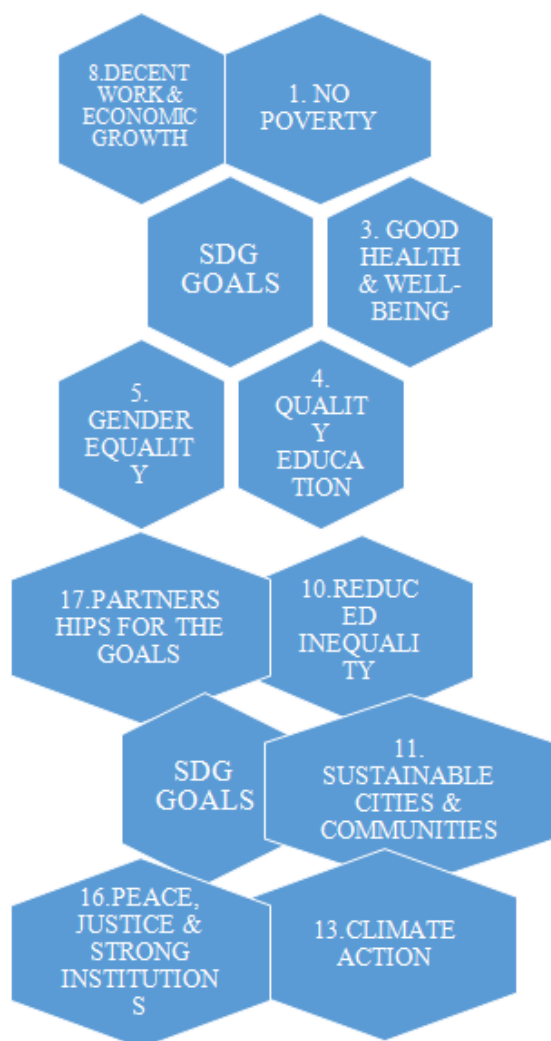 8.DECENT
WORK &
ECONOMIC
GROWTH
1. NO
POVERTY
SDG
GOALS
3. GOOD
HEALTH
& WELL-
BEING
5.
GENDER
EQUALIT
Y
4.
QUALIT
Y
EDUCA
TION
17.PARTNERS
HIPS FOR THE
GOALS
10.REDUC
ED
INEQUALI
TY
SDG
GOALS
11.
SUSTAINABLE
CITIES &
COMMUNITIES
16.PEACE,
JUSTICE &
STRONG
INSTITUTION
S
13.CLIMATE
ACTION